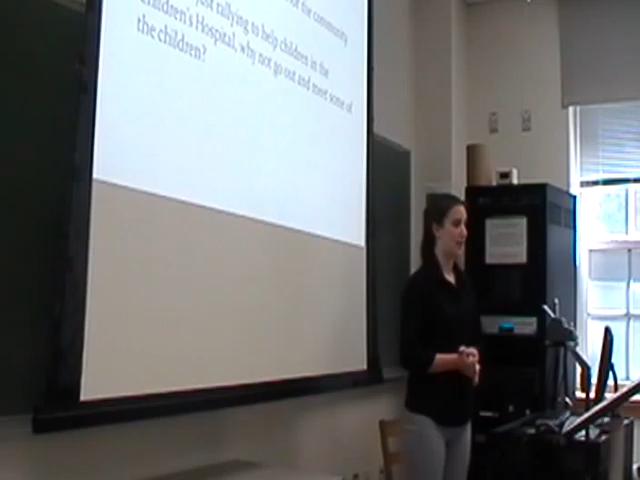 of the community
just rallying to help children in the
Children's Hospital, why not go out and meet some of
the children?